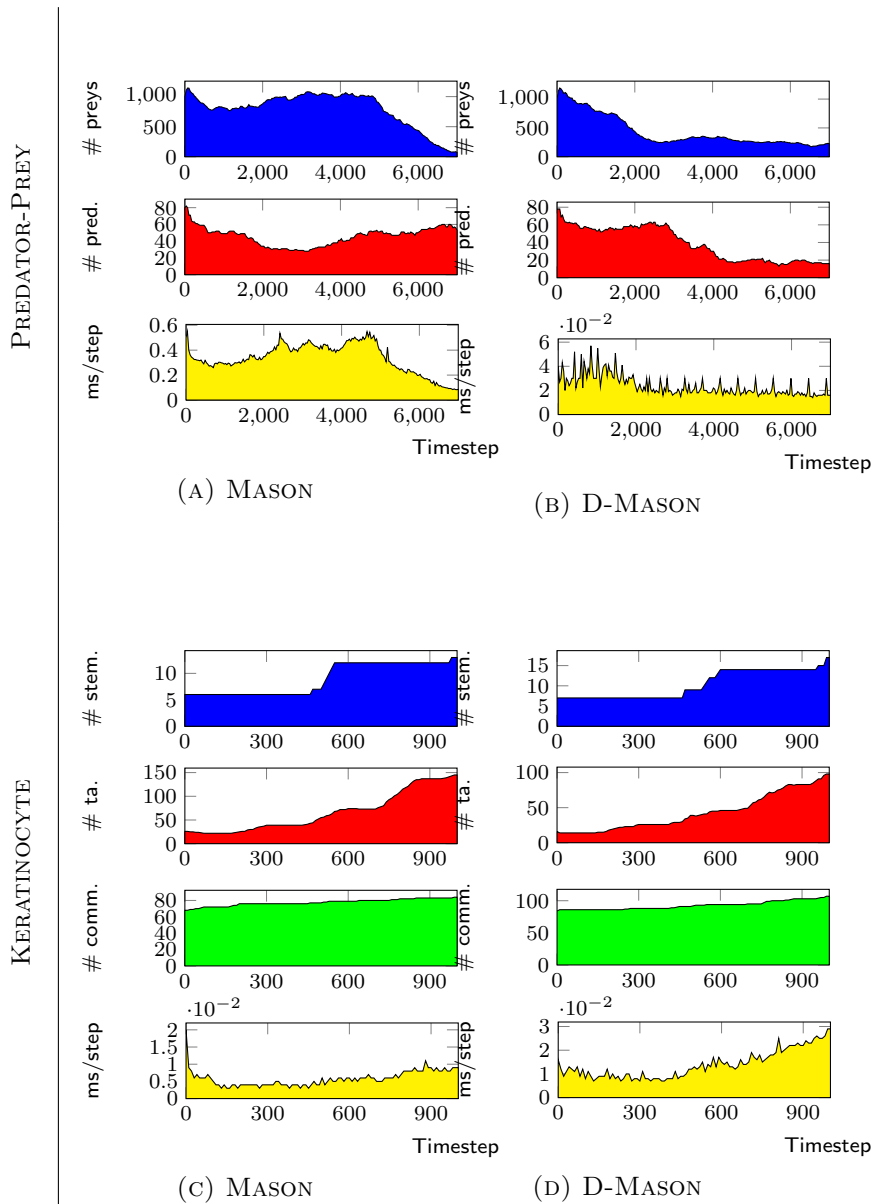 PREDATOR-PREY
# preys
1,000
500
0
0 2,000 4,000 6,000
# pred.
80
60
40
20
0
0 2,000 4,000 6,000
ms/step
0.6
0.4
0.2
0
0 2,000 4,000 6,000
Timestep
(A) MASON
# preys
1,000
500
0
0 2,000 4,000 6,000
# pred.
80
60
40
20
0
0 2,000 4,000 6,000
·10−2
ms/step
6
4
2
0
0 2,000 4,000 6,000
Timestep
(B) D-MASON
KERATINOCYTE
# stem.
10
5
0
0 300 600 900
# ta.
150
100
50
0
0 300 600 900
# comm.
80
60
40
20
0
0 300 600 900
·10−2
ms/step
2
1.5
1
0.5
0
0 300 600 900
Timestep
(C) MASON
# stem.
15
10
5
0
0 300 600 900
# ta.
100
50
0
0 300 600 900
# comm.
100
50
0
0 300 600 900
·10−2
ms/step
3
2
1
0
0 300 600 900
Timestep
(D) D-MASON